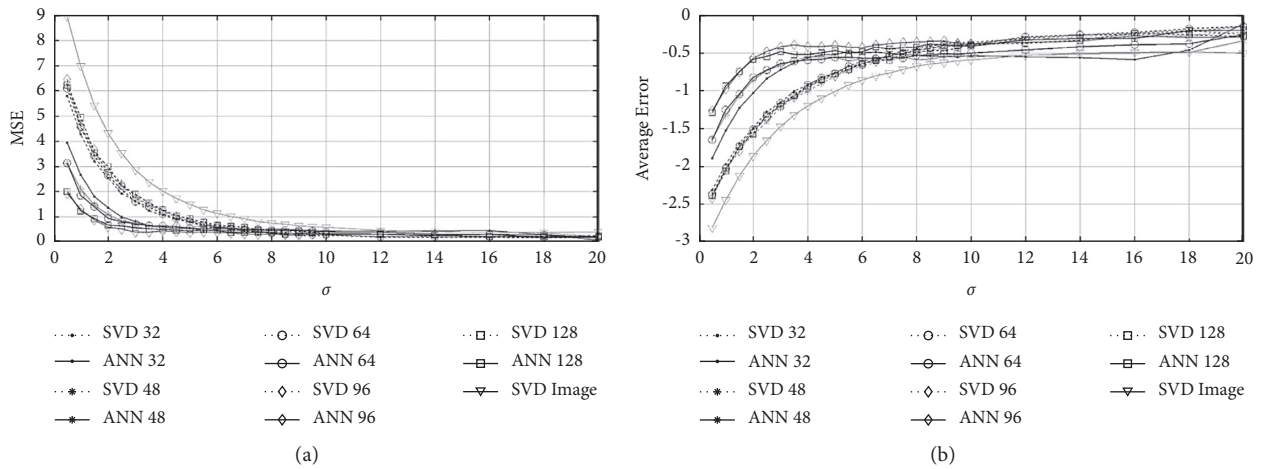 9
8
7
6
5
4
3
2
1
0
MSE
0 2 4 6 8 10 12 14 16 18 20
σ
SVD 32 SVD 64 SVD 128
ANN 32 ANN 64 ANN 128
SVD 48 SVD 96 SVD Image
ANN 48 ANN 96
(a)
0
-0.5
-1
-1.5
-2
-2.5
-3
Average Error
0 2 4 6 8 10 12 14 16 18 20
σ
SVD 32 SVD 64 SVD 128
ANN 32 ANN 64 ANN 128
SVD 48 SVD 96 SVD Image
ANN 48 ANN 96
(b)